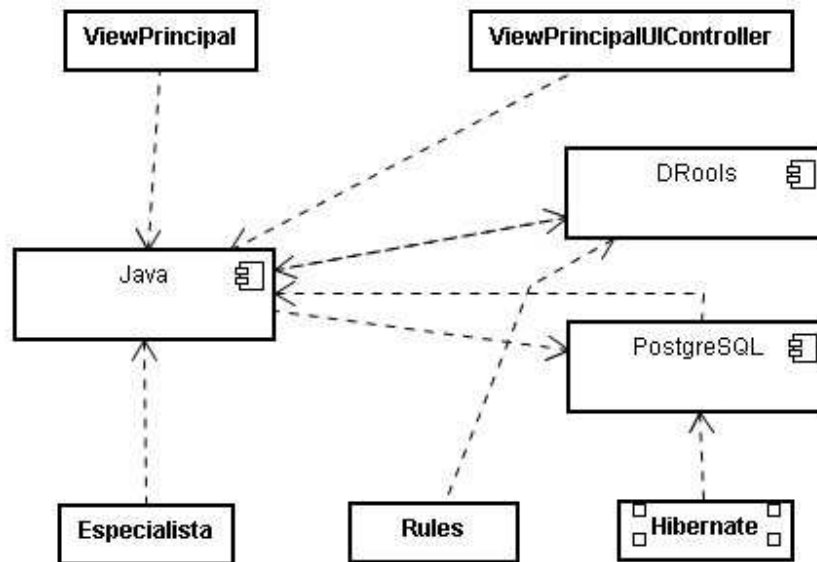 ViewPrincipal
ViewPrincipalUIController
DRools
Java
PostgreSQL
Especialista
Rules
Hibernate